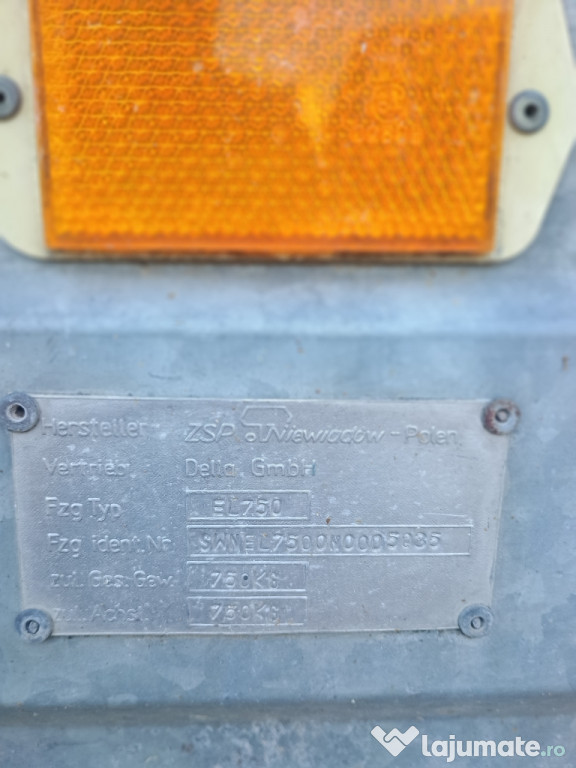 Hersteller ZSP Niewiadów - Polen
Vertrieb Della GmbH
Fzg Typ EL750
Fzg ident.Nr.
zul. Ges. Gew. 750KG
zul. Achsl. 750KG
lajumate.ro